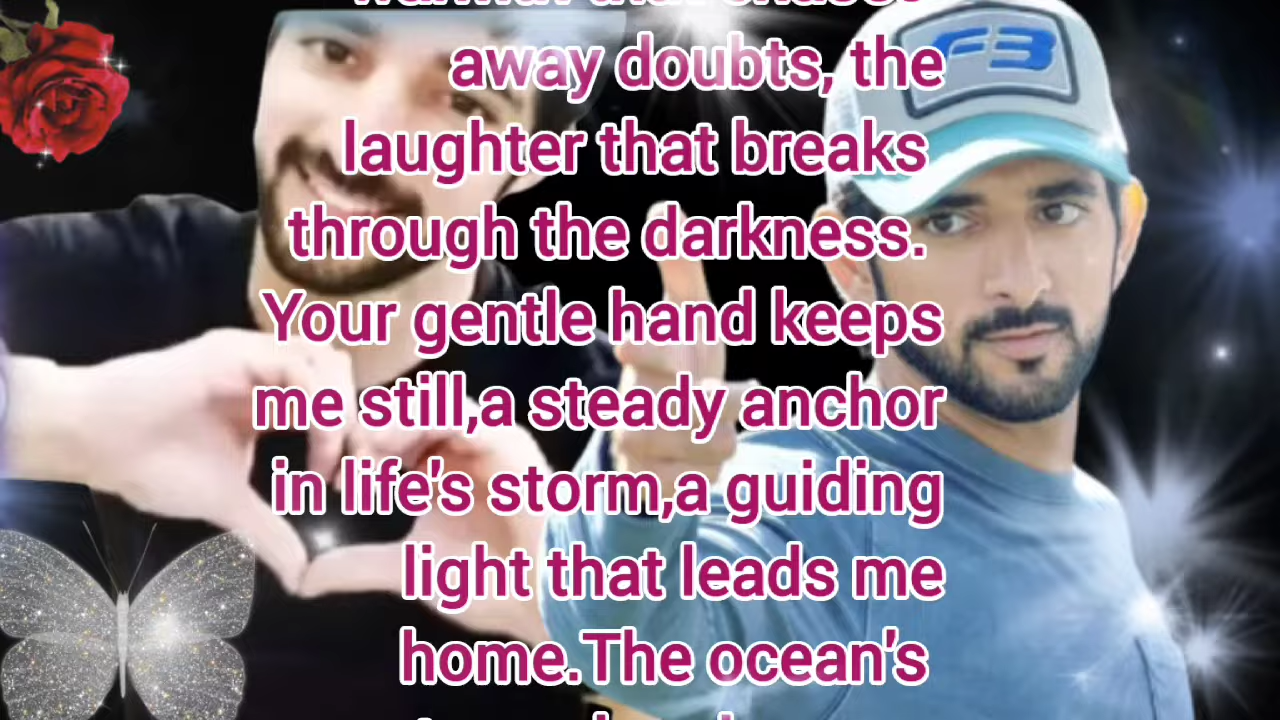 away doubts, the
laughter that breaks
through the darkness.
Your gentle hand keeps
me still,a steady anchor
in life's storm,a guiding
light that leads me
home.The ocean's
F3